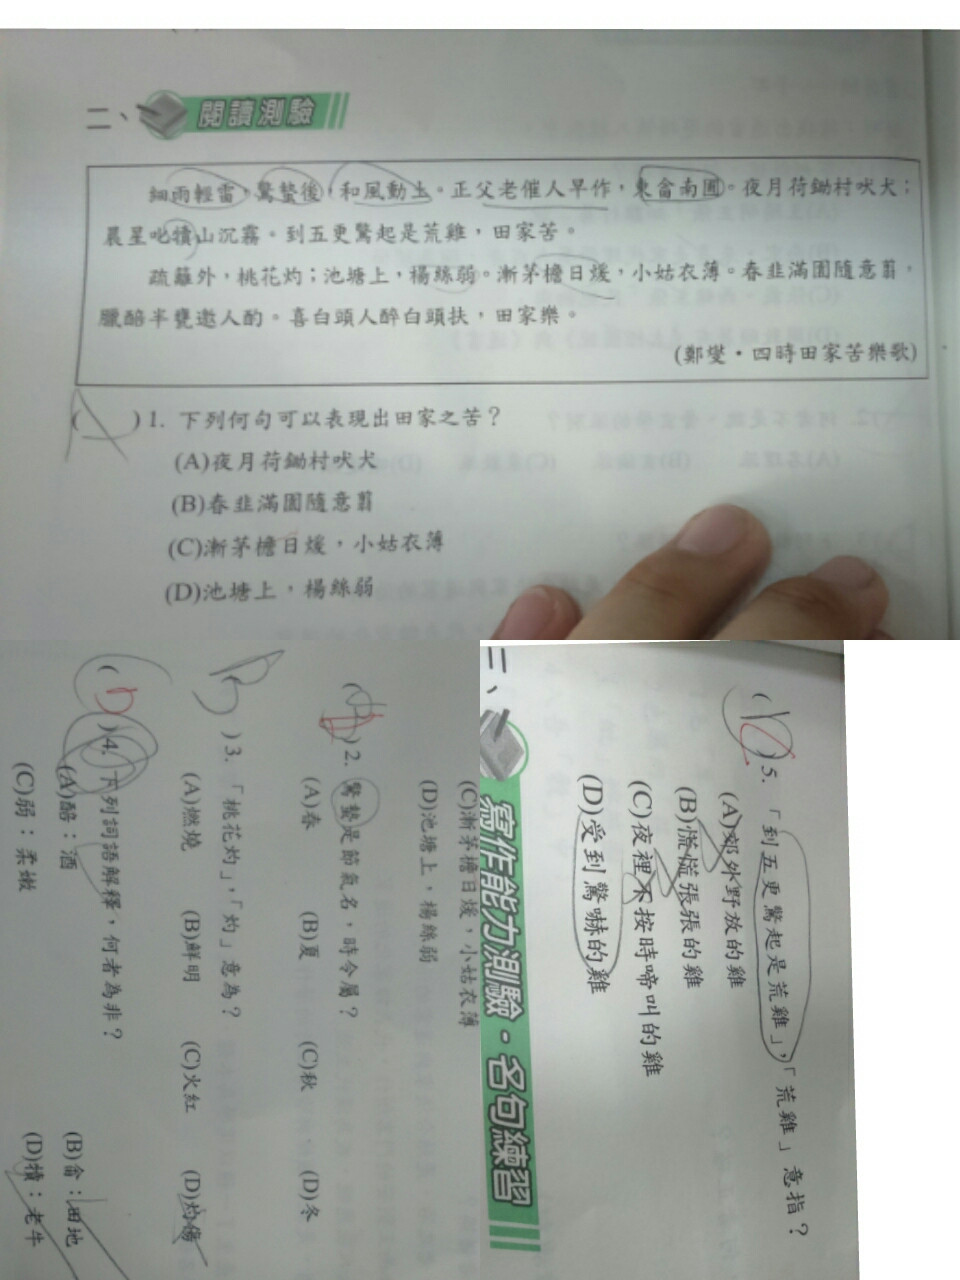 二、閱讀測驗
細雨輕雷，驚蟄後，和風動土。正父老催人早作，東畬南圃。夜月荷鋤村吠犬；
晨星叱犢山沉霧。到五更驚起是荒雞，田家苦。
疏籬外，桃花灼；池塘上，楊絲弱。漸茅檐日煖，小姑衣薄。春韭滿園隨意剪，
臘醅半甕邀人酌。喜白頭人醉白頭扶，田家樂。
(鄭燮・四時田家苦樂歌)
(A)1. 下列何句可以表現出田家之苦？
(A)夜月荷鋤村吠犬
(B)春韭滿園隨意翦
(C)漸茅檐日煖，小姑衣薄
(D)池塘上，楊絲弱
(C)漸茅檐日煖，小姑衣薄
(D)池塘上，楊絲弱
( )2. 驚蟄是節氣名，時令屬？
(A)春 (B)夏 (C)秋 (D)冬
(B)3. 「桃花灼」，「灼」意為？
(A)燃燒 (B)鮮明 (C)火紅 (D)灼傷
(D)4. 下列詞語解釋，何者為非？
(A)醅：酒 (B)畬：田地
(C)弱：柔嫩 (D)犢：老牛
( )5. 「到五更驚起是荒雞」，「荒雞」意指？
(A)郊外野放的雞
(B)慌慌張張的雞
(C)夜裡不按時啼叫的雞
(D)受到驚嚇的雞
寫作能力測驗・名句練習